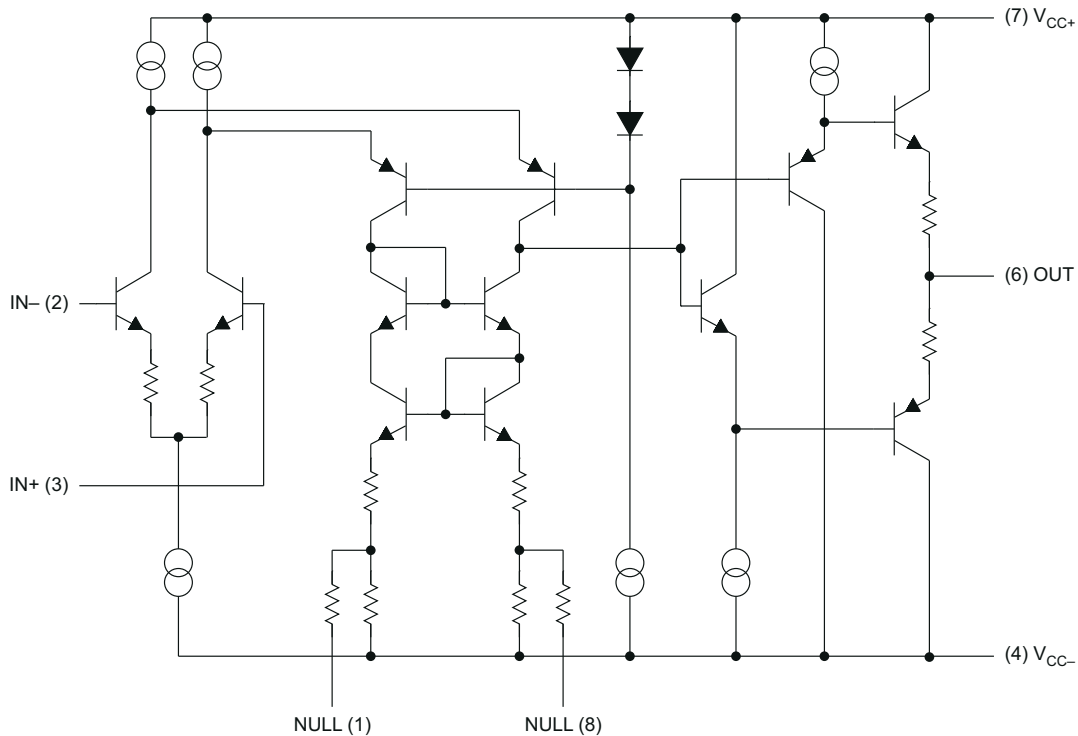 (7) VCC+
IN– (2)
(6) OUT
IN+ (3)
(4) VCC–
NULL (1)
NULL (8)